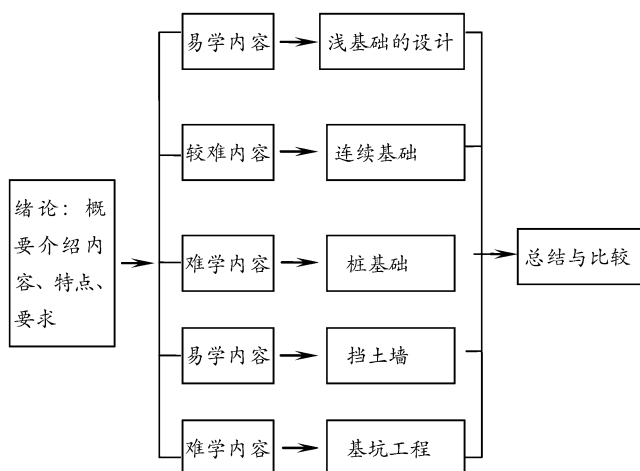 易学内容
浅基础的设计
较难内容
连续基础
绪论：概
要介绍内
容、特点、
要求
难学内容
桩基础
总结与比较
易学内容
挡土墙
难学内容
基坑工程